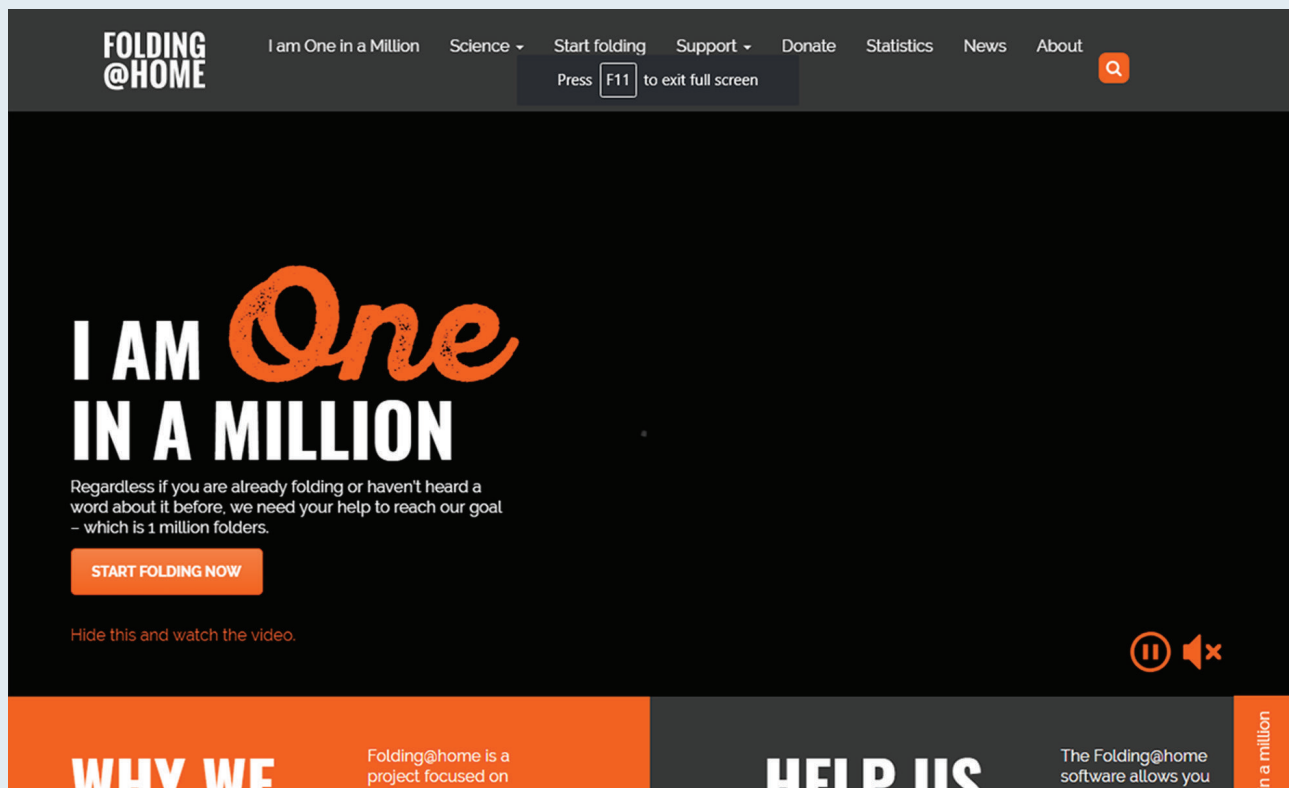 FOLDING
@HOME
I am One in a Million
Science
Start folding
Support
Donate
Statistics
News
About
Press F11 to exit full screen
I AM One
IN A MILLION
Regardless if you are already folding or haven't heard a
word about it before, we need your help to reach our goal
– which is 1 million folders.
START FOLDING NOW
Hide this and watch the video.
WHY WE
Folding@home is a
project focused on
HELP US
The Folding@home
software allows you
n a million